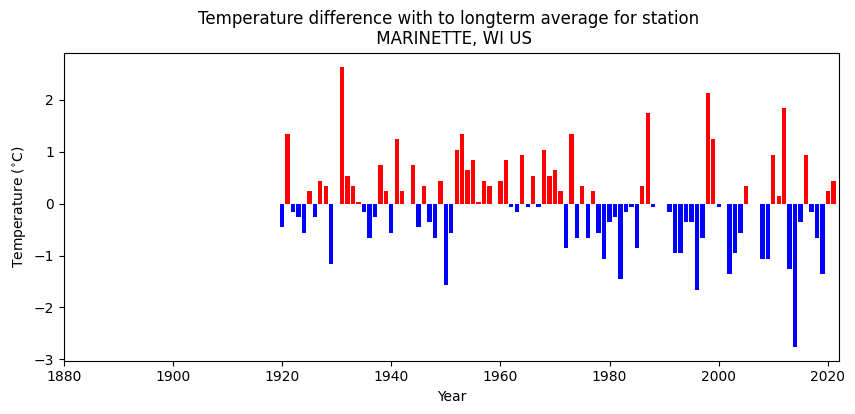 Temperature difference with to longterm average for station
MARINETTE, WI US
2
1
0
−1
−2
−3
Temperature (°C)
1880 1900 1920 1940 1960 1980 2000 2020
Year